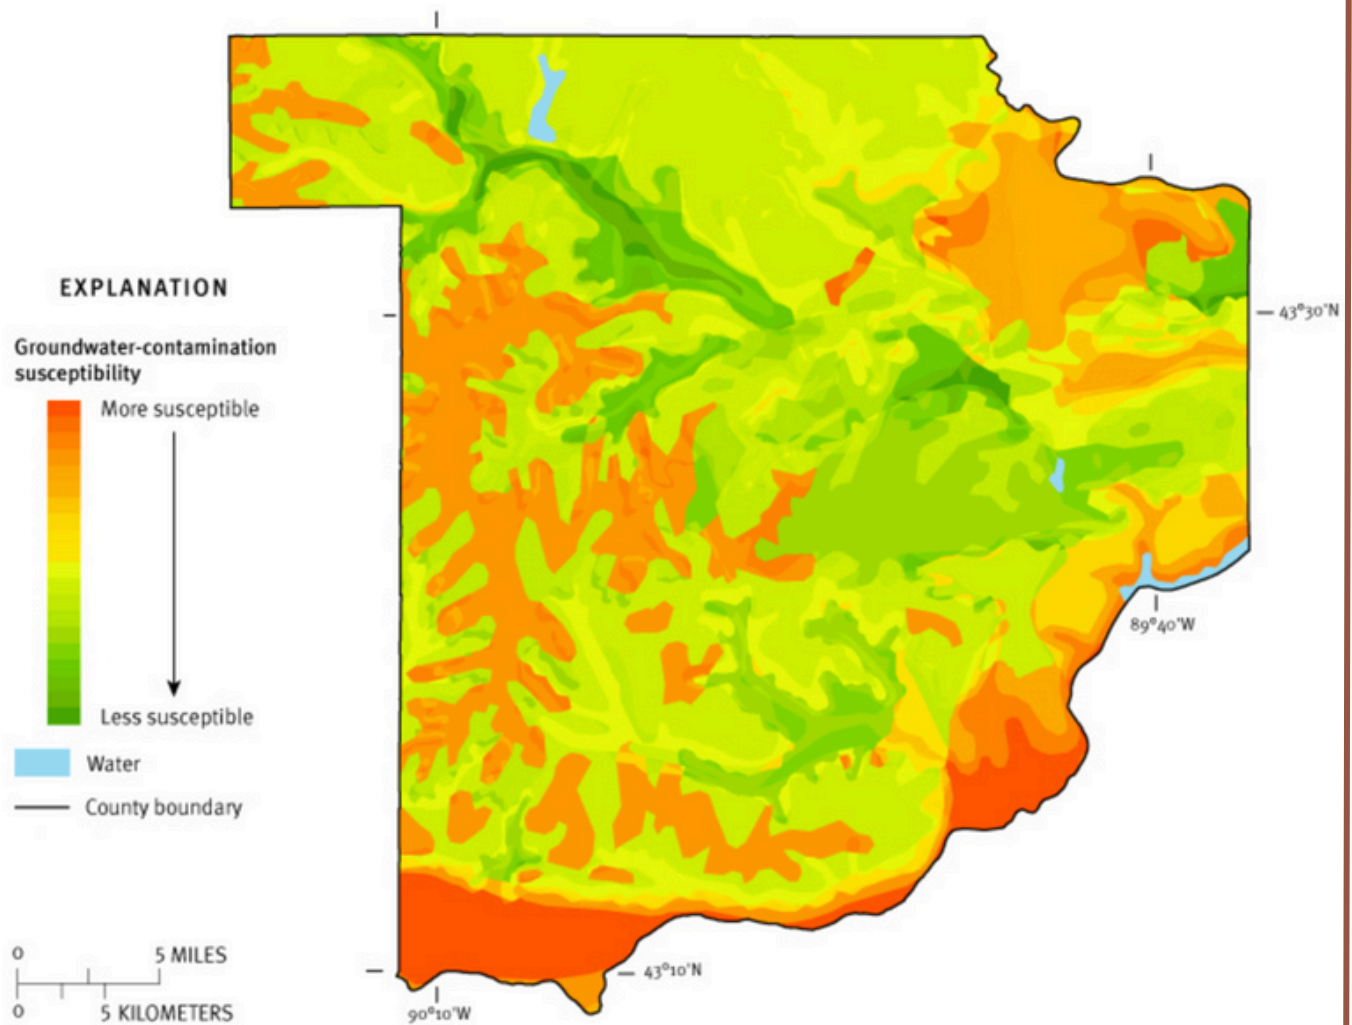 EXPLANATION
Groundwater-contamination
susceptibility
More susceptible
Less susceptible
Water
County boundary
0 5 MILES
0 5 KILOMETERS
43°30'N
89°40'W
43°10'N
90°10'W